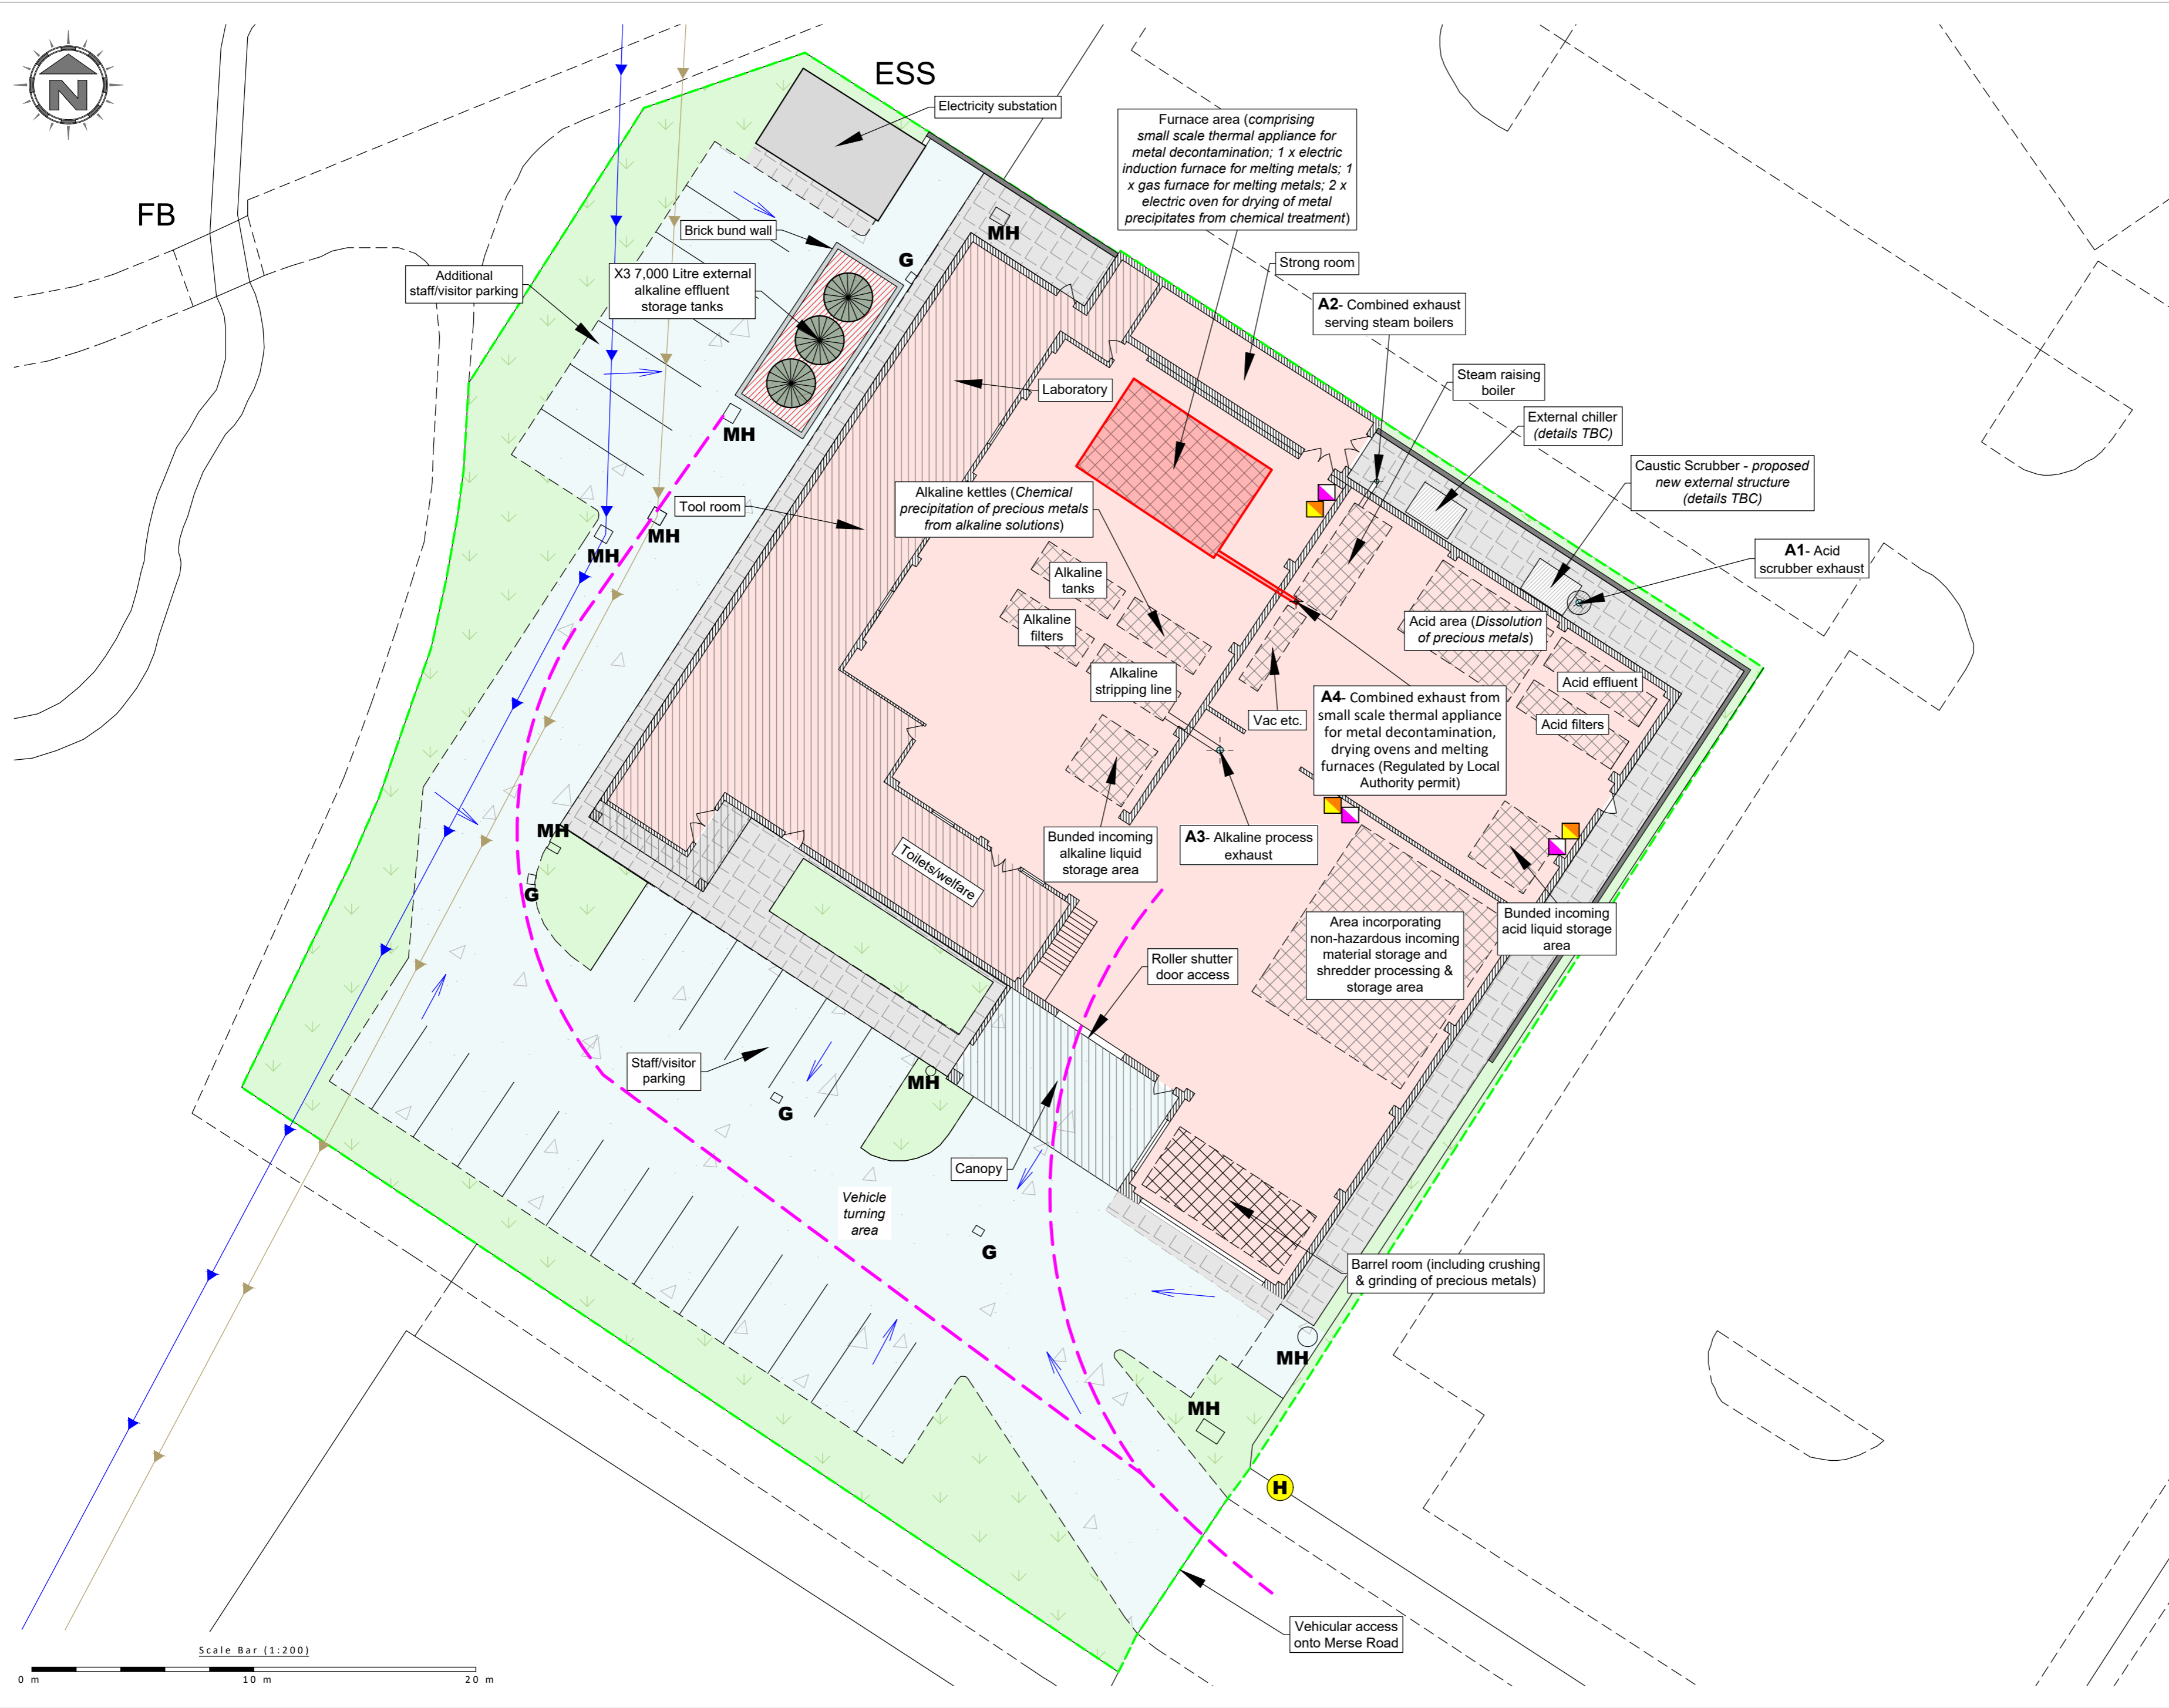 N
ESS
FB
Electricity substation
Furnace area (comprising
small scale thermal appliance for
metal decontamination; 1 x electric
induction furnace for melting metals; 1
x gas furnace for melting metals; 2 x
electric oven for drying of metal
precipitates from chemical treatment)
Brick bund wall
MH
G
Additional
staff/visitor parking
X3 7,000 Litre external
alkaline effluent
storage tanks
Strong room
A2- Combined exhaust
serving steam boilers
Steam raising
boiler
Laboratory
External chiller
(details TBC)
MH
Caustic Scrubber - proposed
new external structure
(details TBC)
Tool room
Alkaline kettles (Chemical
precipitation of precious metals
from alkaline solutions)
MH
MH
A1- Acid
scrubber exhaust
Alkaline
tanks
Alkaline
filters
Acid area (Dissolution
of precious metals)
Alkaline
stripping line
Acid effluent
Vac etc.
A4- Combined exhaust from
small scale thermal appliance
for metal decontamination,
drying ovens and melting
furnaces (Regulated by Local
Authority permit)
Acid filters
MH
G
Toilets/welfare
Bunded incoming
alkaline liquid
storage area
A3- Alkaline process
exhaust
Area incorporating
non-hazardous incoming
material storage and
shredder processing &
storage area
Bunded incoming
acid liquid storage
area
Roller shutter
door access
Staff/visitor
parking
MH
G
Canopy
Vehicle
turning
area
G
Barrel room (including crushing
& grinding of precious metals)
MH
MH
H
Vehicular access
onto Merse Road
Scale Bar (1:200)
0 m
10 m
20 m